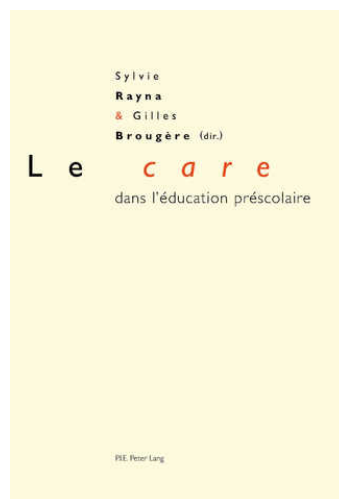 Sylvie
Rayna
& Gilles
Brougère (dir.)
Le care
dans l'éducation préscolaire
P.I.E. Peter Lang